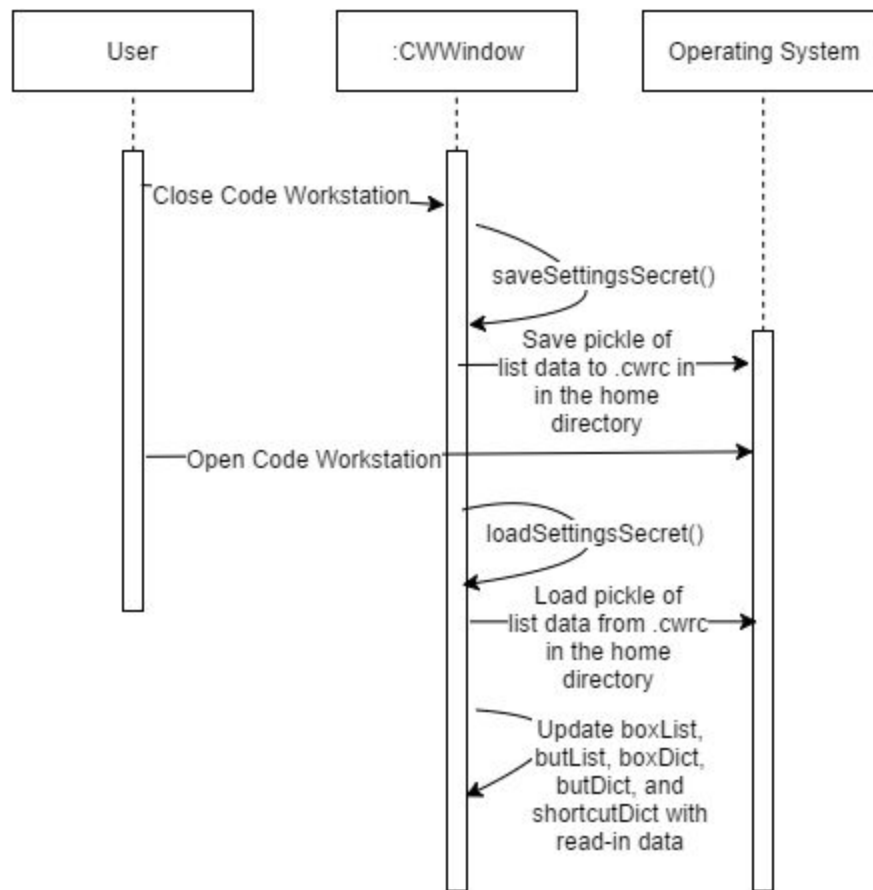 User
:CWWindow
Operating System
Close Code Workstation
saveSettingsSecret()
Save pickle of
list data to .cwrc in
in the home
directory
Open Code Workstation
loadSettingsSecret()
Load pickle of
list data from .cwrc
in the home
directory
Update boxList,
butList, boxDict,
butDict, and
shortcutDict with
read-in data